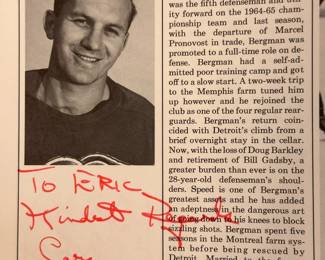 was the fifth defenseman and util-
ity forward on the 1964-65 cham-
pionship team and last season,
with the departure of Marcel
Pronovost in trade, Bergman was
promoted to a full-time role on de-
fense. Bergman had a self-ad-
mitted poor training camp and got
off to a slow start. A two-week trip
to the Memphis farm tuned him
up however and he rejoined the
club as one of the four regular rear-
guards. Bergman's return coin-
cided with Detroit's climb from a
brief overnight stay in the cellar.
Now, with the loss of Doug Barkley
and retirement of Bill Gadsby, a
greater burden than ever is on the
28-year-old defenseman's shoul-
ders. Speed is one of Bergman's
greatest assets and he has added
an adeptness in the dangerous art
of going down to his knees to block
sizzling shots. Bergman spent five
seasons in the Montreal farm sys-
tem before being rescued by
Detroit. Married to the
TO ERIC
Kindest Regards
Gary